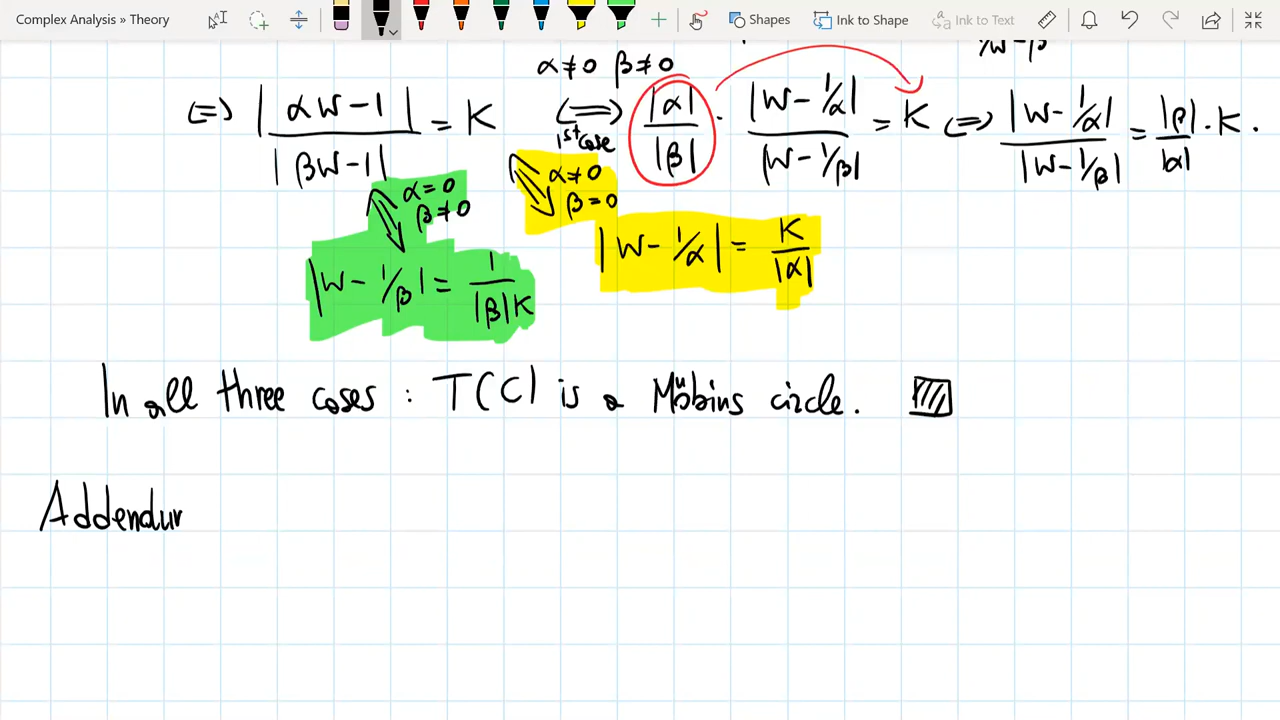 Complex Analysis » Theory
Shapes
Ink to Shape
Ink to Text
α≠0 β≠0
⇔ |αW-1| / |βW-1| = K ⇔ 1st case |α|/|β| · |W-1/α| / |W-1/β| = K ⇔ |W-1/α| / |W-1/β| = |β|/|α| · K.
α=0 β≠0
α≠0 β=0
|W-1/α| = K/|α|
|W-1/β| = 1/(|β|K)
In all three cases: T(C) is a Möbius circle.
Addendum